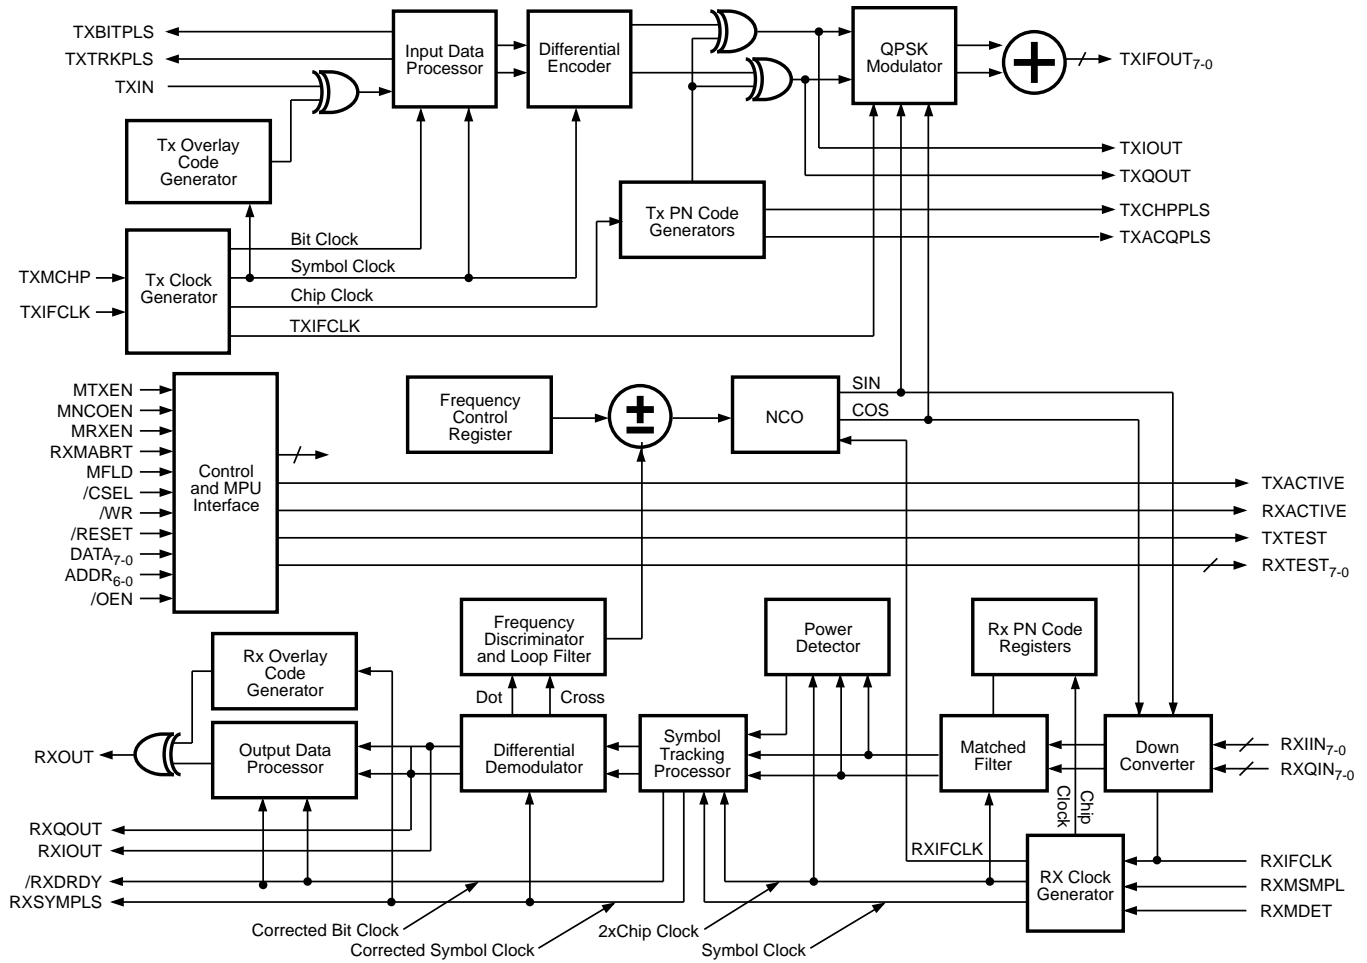 TXBITPLS
TXTRKPLS
TXIN
Input Data
Processor
Differential
Encoder
QPSK
Modulator
TXIFOUT7-0
Tx Overlay
Code
Generator
TXIOUT
TXQOUT
Tx PN Code
Generators
TXCHPPLS
TXACQPLS
TXMCHP
TXIFCLK
Tx Clock
Generator
Bit Clock
Symbol Clock
Chip Clock
TXIFCLK
MTXEN
MNCOEN
MRXEN
RXMABRT
MFLD
/CSEL
/WR
/RESET
DATA7-0
ADDR6-0
/OEN
Control
and MPU
Interface
Frequency
Control
Register
±
NCO
SIN
COS
TXACTIVE
RXACTIVE
TXTEST
RXTEST7-0
Rx Overlay
Code
Generator
Frequency
Discriminator
and Loop Filter
Power
Detector
Rx PN Code
Registers
Dot
Cross
RXOUT
Output Data
Processor
Differential
Demodulator
Symbol
Tracking
Processor
Matched
Filter
Down
Converter
RXIIN7-0
RXQIN7-0
Chip
Clock
RXQOUT
RXIOUT
/RXDRDY
RXSYMPLS
RXIFCLK
RX Clock
Generator
RXIFCLK
RXMSMPL
RXMDET
Corrected Bit Clock
Corrected Symbol Clock
2xChip Clock
Symbol Clock